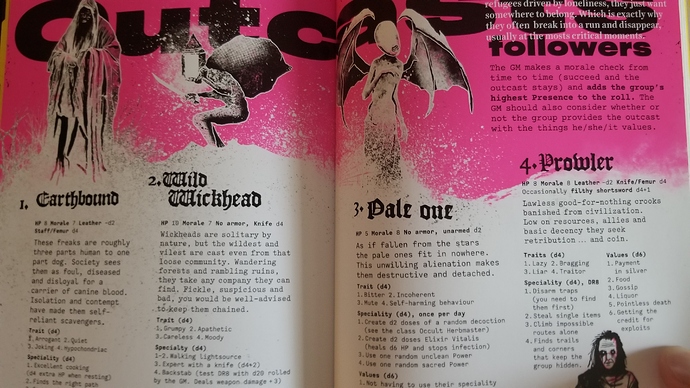 outcasts
refugees driven by loneliness, they just want
somewhere to belong. Which is exactly why
they often break into a run and disappear,
usually at the mosts critical moments.
followers
The GM makes a morale check from
time to time (succeed and the
outcast stays) and adds the group's
highest Presence to the roll. The
GM should also consider whether or
not the group provides the outcast
with the things he/she/it values.
1. Earthbound
HP 8 Morale 7 Leather -d2
Staff/Femur d4
These freaks are roughly
three parts human to one
part dog. Society sees
them as foul, diseased
and disloyal for a
carrier of canine blood.
Isolation and contempt
have made them self-
reliant scavengers.
Trait (d4)
1. Arrogant 2. Quiet
3. Joking 4. Hypochondriac
Speciality (d4)
1. Excellent cooking
(d4 extra HP when resting)
2. Finds the right path
2. Wild
Wickhead
HP 10 Morale 7 No armor, Knife d4
Wickheads are solitary by
nature, but the wildest and
vilest are cast even from that
loose community. Wandering
forests and rambling ruins,
they take any company they can
find. Fickle, suspicious and
bad, you would be well-advised
to keep them chained.
Trait (d4)
1. Grumpy 2. Apathetic
3. Careless 4. Moody
Speciality (d4)
1-2. Walking lightsource
3. Expert with a knife (d4+2)
4. Backstab (test DR8 with d20 rolled
by the GM. Deals weapon damage + 3)
3. Pale one
HP 5 Morale 8 No armor, unarmed d2
As if fallen from the stars
the pale ones fit in nowhere.
This unwilling alienation makes
them destructive and detached.
Trait (d4)
1. Bitter 2. Incoherent
3. Mute 4. Self-harming behaviour
Speciality (d4), once per day
1. Create d2 doses of a random decoction
(see the class Occult Herbmaster)
2. Create d2 doses Elixir Vitalis
(heals d6 HP and stops infection)
3. Use one random unclean Power
4. Use one random sacred Power
Values (d6)
1. Not having to use their speciality
4. Prowler
HP 8 Morale 8 Leather -d2 Knife/Femur d4
Occasionally filthy shortsword d4+1
Lawless good-for-nothing crooks
banished from civilization.
Low on resources, allies and
basic decency they seek
retribution... and coin.
Traits (d4)
1. Lazy 2. Bragging
3. Liar 4. Traitor
Speciality (d4), DR8
1. Disarm traps
(you need to find
them first)
2. Steal single items
3. Climb impossible
routes alone
4. Finds trails
and corners
that keep the
group hidden.
Values (d6)
1. Payment
in silver
2. Food
3. Gossip
4. Liquor
5. Pointless death
6. Getting the
credit for
exploits